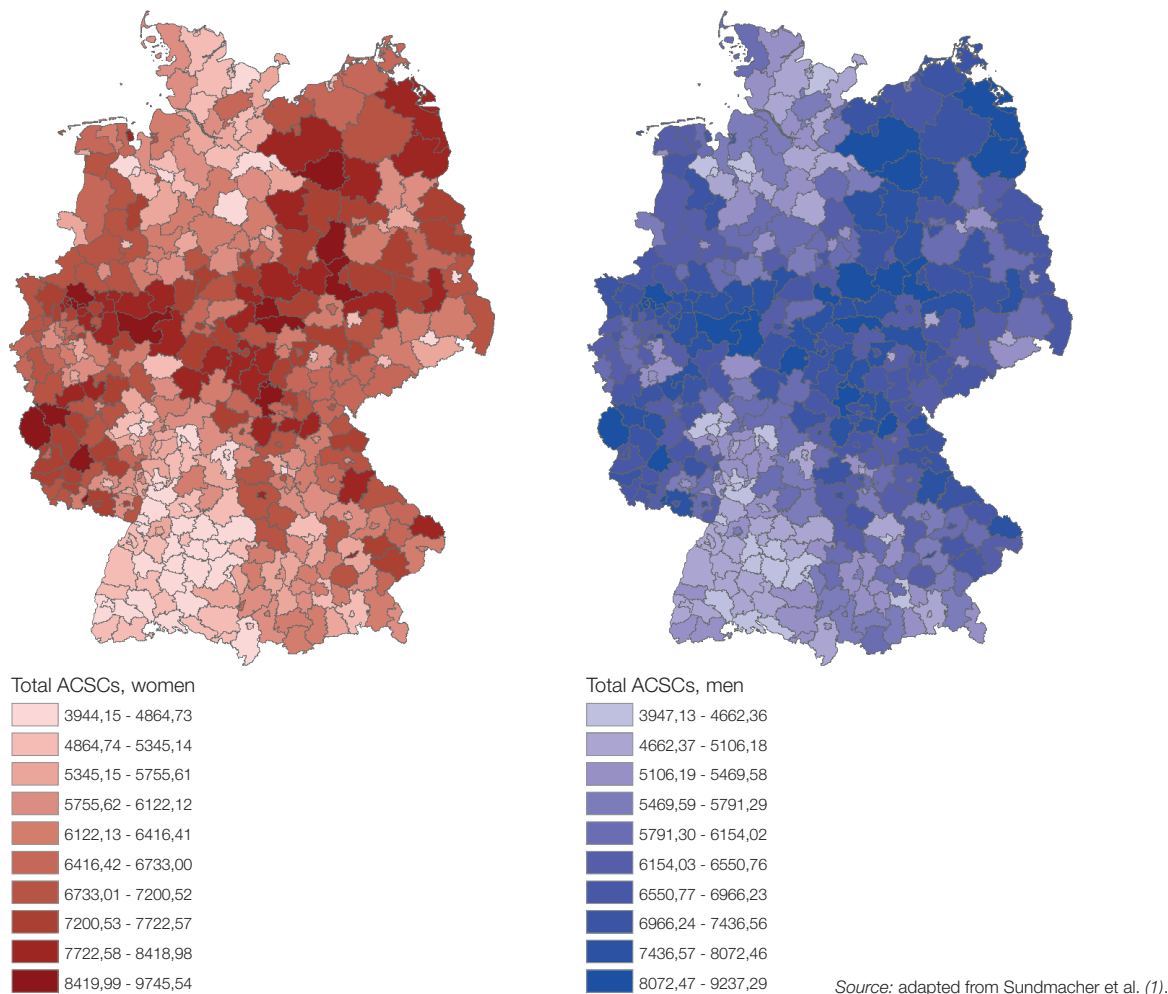 Total ACSCs, women
3944,15 - 4864,73
4864,74 - 5345,14
5345,15 - 5755,61
5755,62 - 6122,12
6122,13 - 6416,41
6416,42 - 6733,00
6733,01 - 7200,52
7200,53 - 7722,57
7722,58 - 8418,98
8419,99 - 9745,54
Total ACSCs, men
3947,13 - 4662,36
4662,37 - 5106,18
5106,19 - 5469,58
5469,59 - 5791,29
5791,30 - 6154,02
6154,03 - 6550,76
6550,77 - 6966,23
6966,24 - 7436,56
7436,57 - 8072,46
8072,47 - 9237,29
Source: adapted from Sundmacher et al. (1).